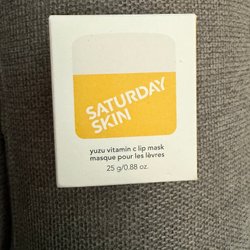 SATURDAY
SKIN
yuzu vitamin c lip mask
masque pour les lèvres
25 g/0.88 oz.